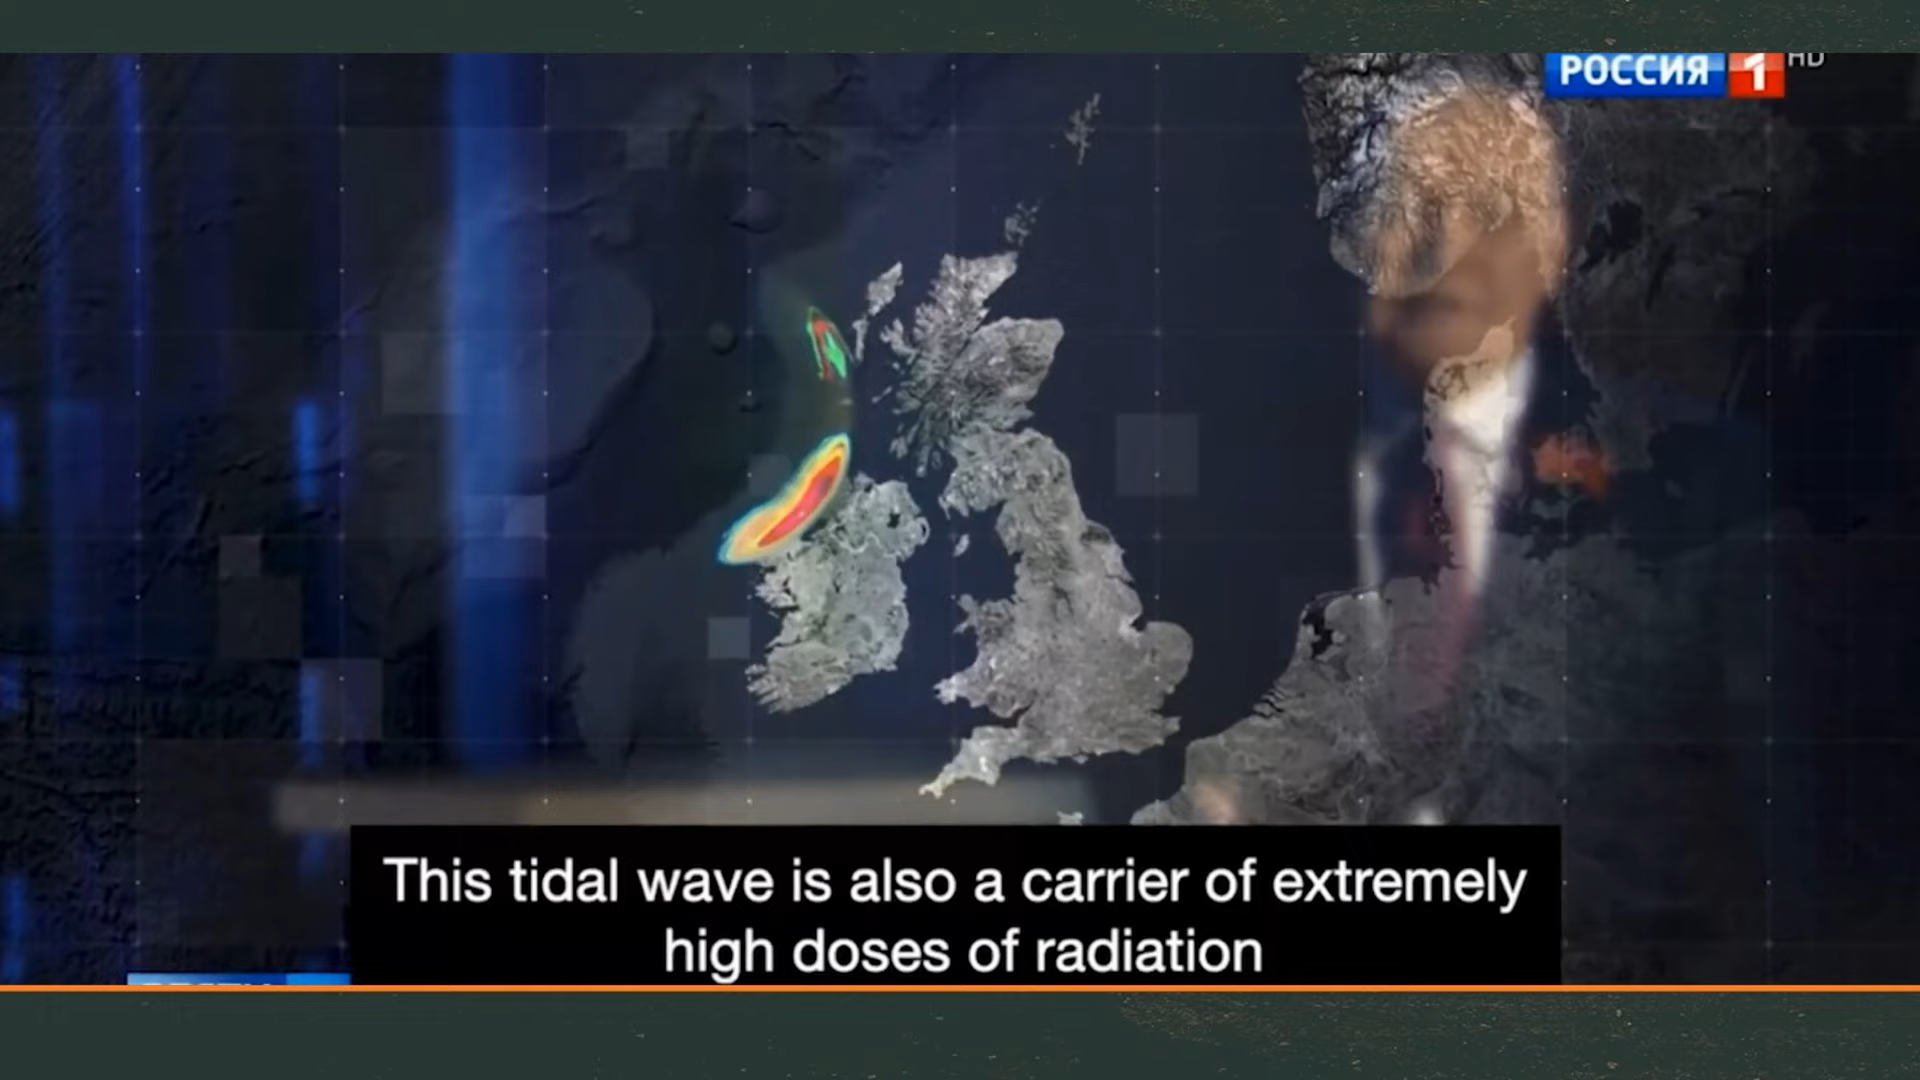 РОССИЯ 1 HD
This tidal wave is also a carrier of extremely
high doses of radiation